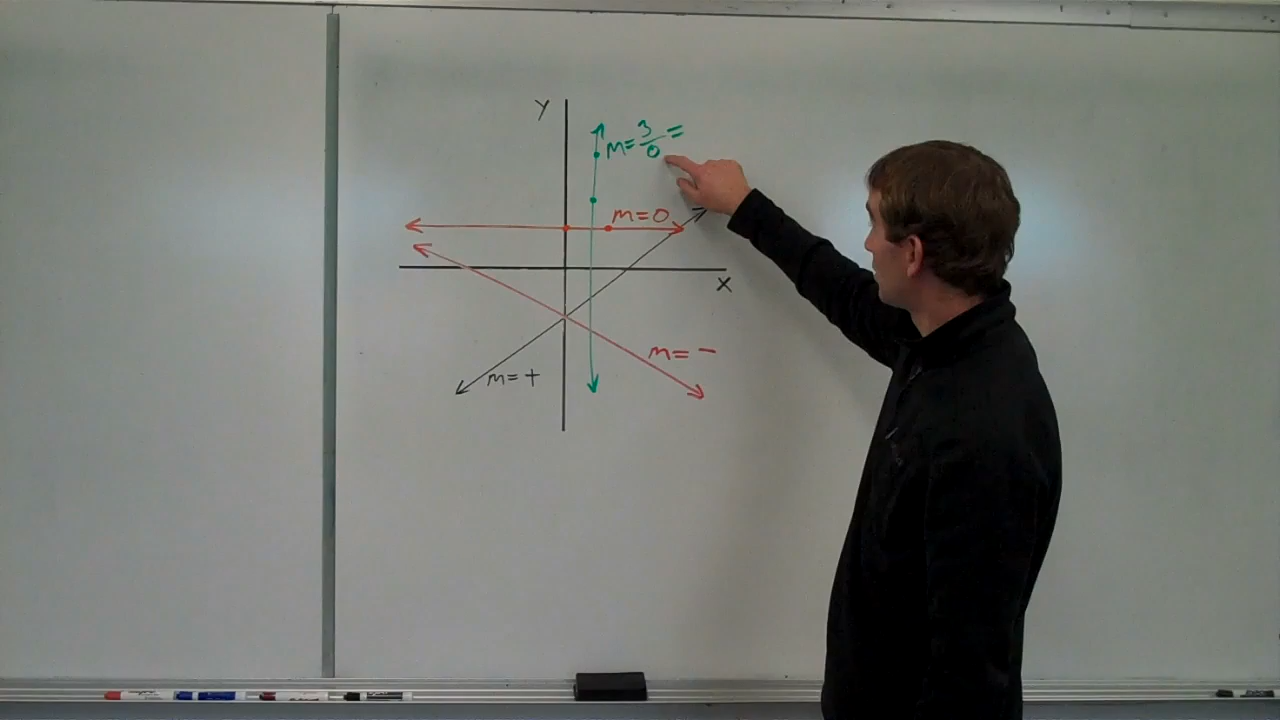 y
m=3/0=
m=0
x
m= −
m=+